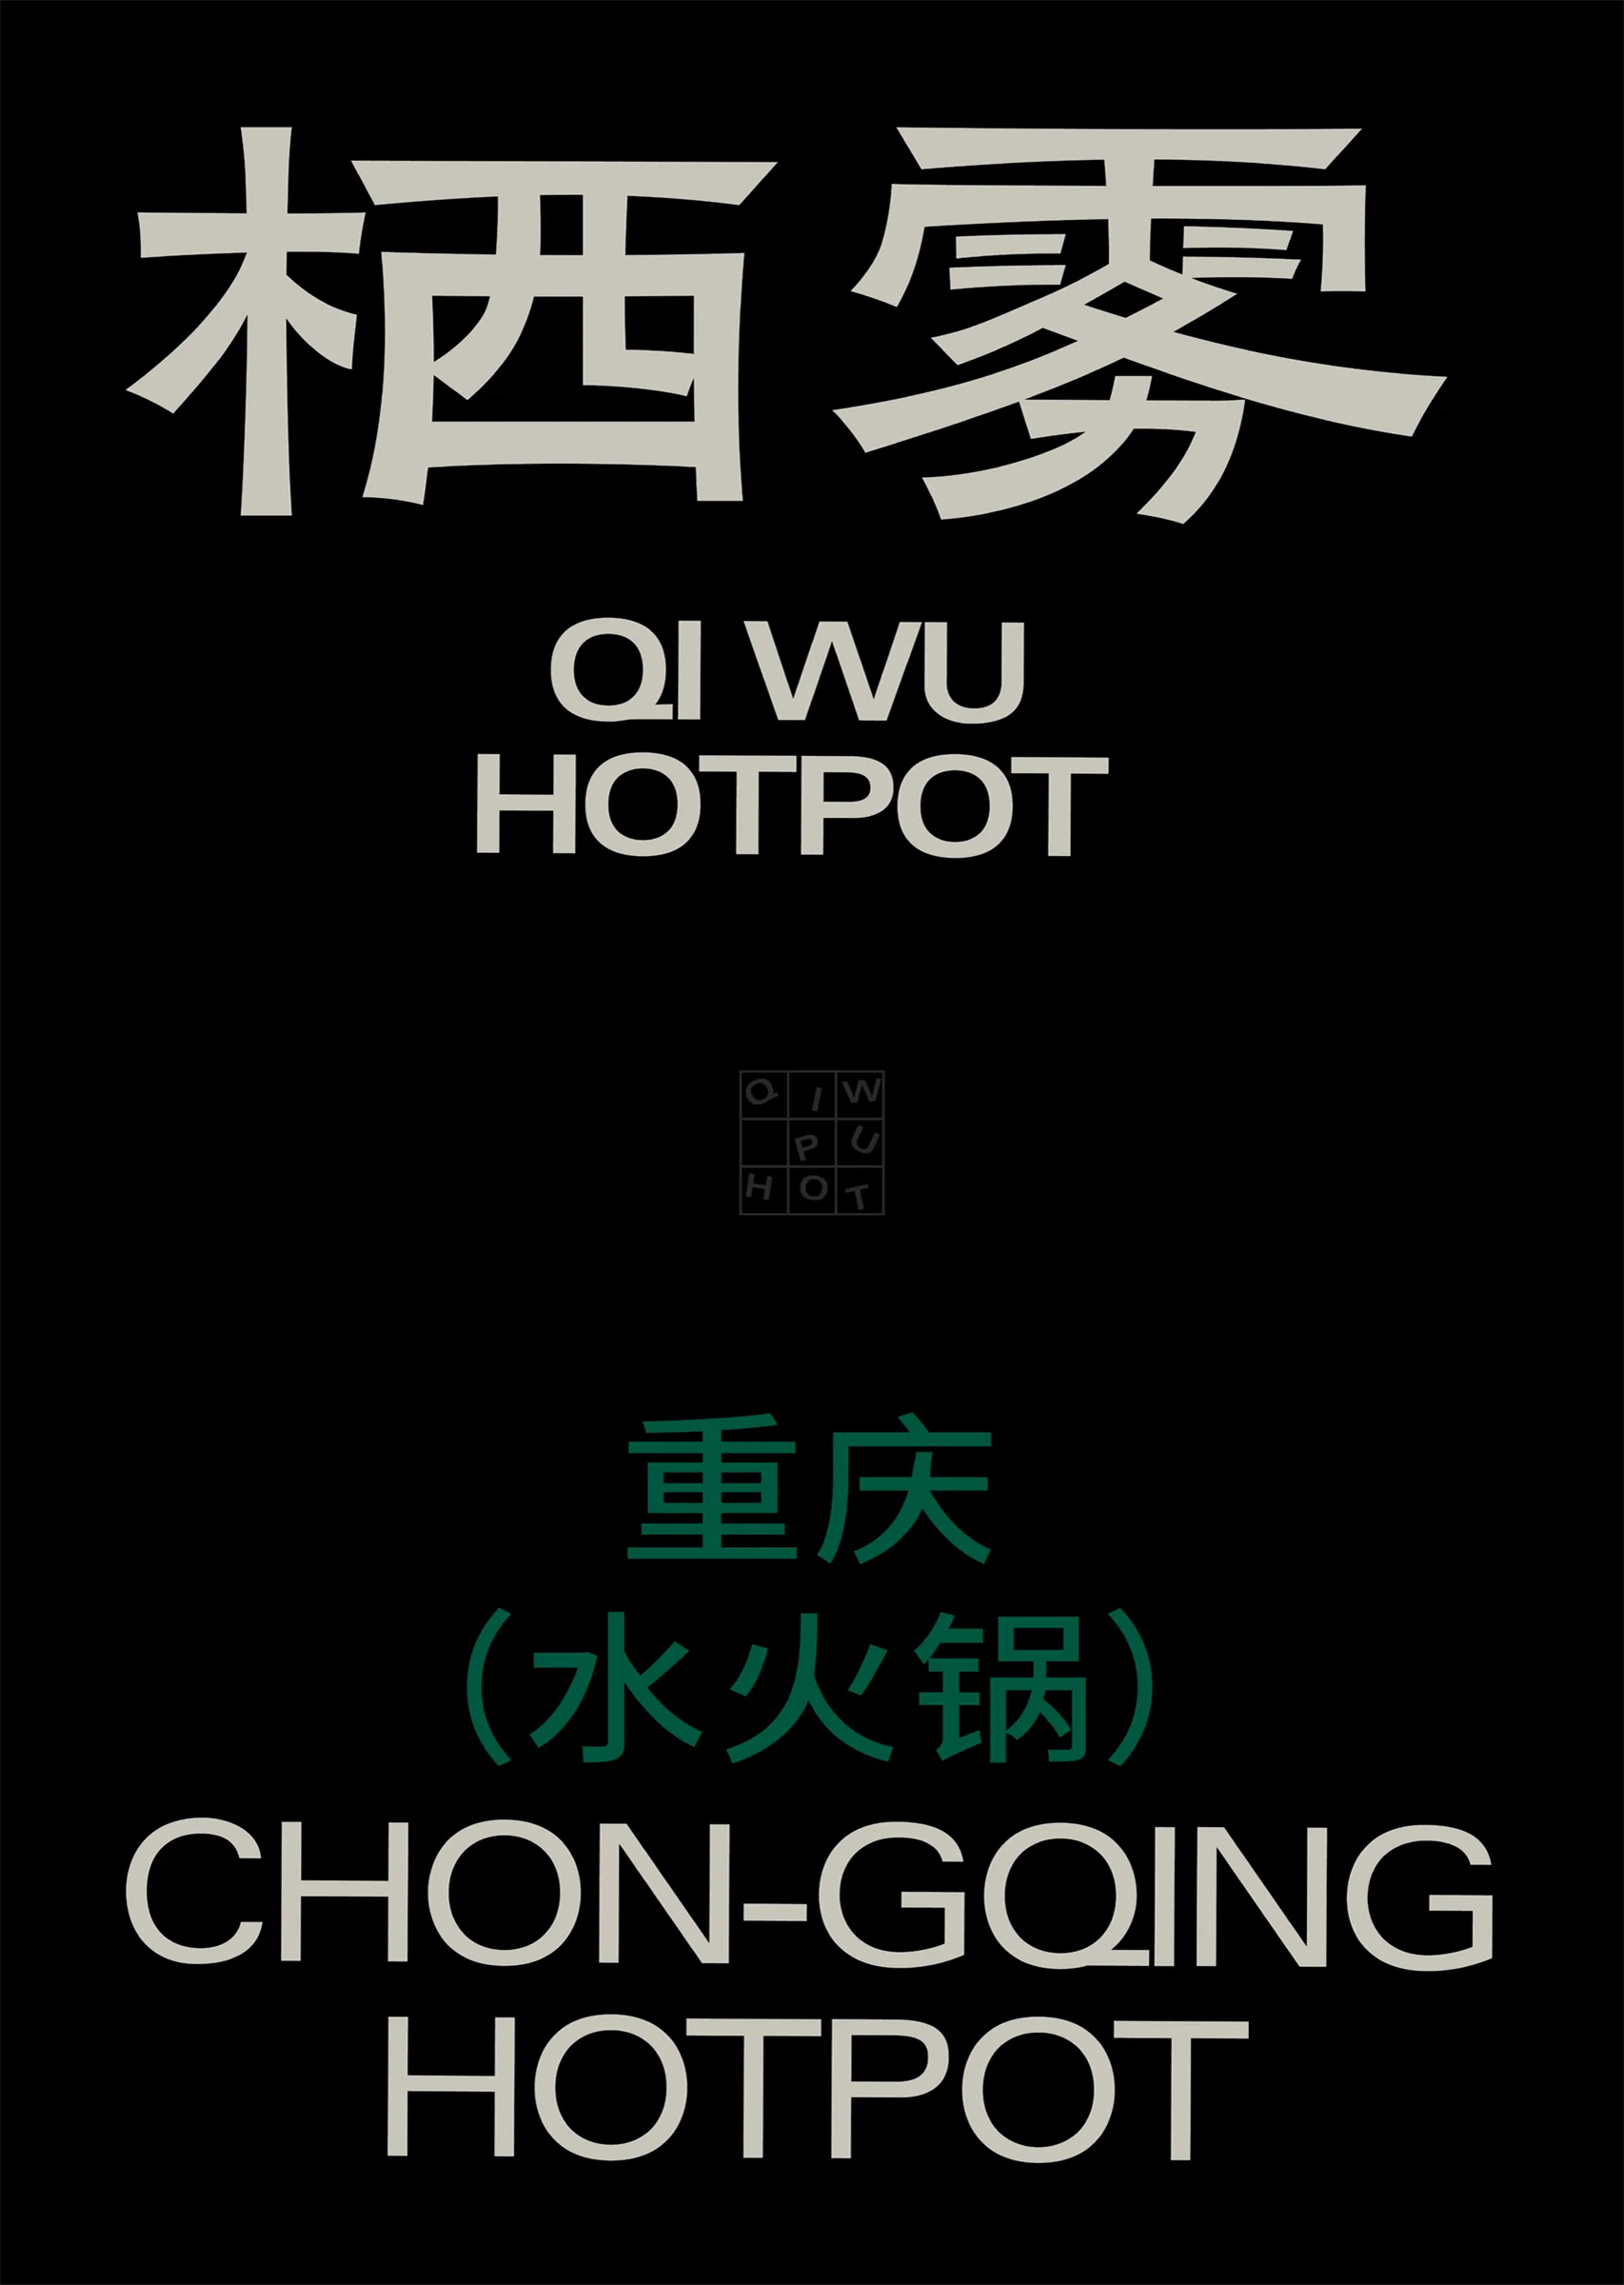 栖雾
QI WU
HOTPOT
Q I W
P U
H O T
重庆
(水火锅)
CHON-GQING
HOTPOT